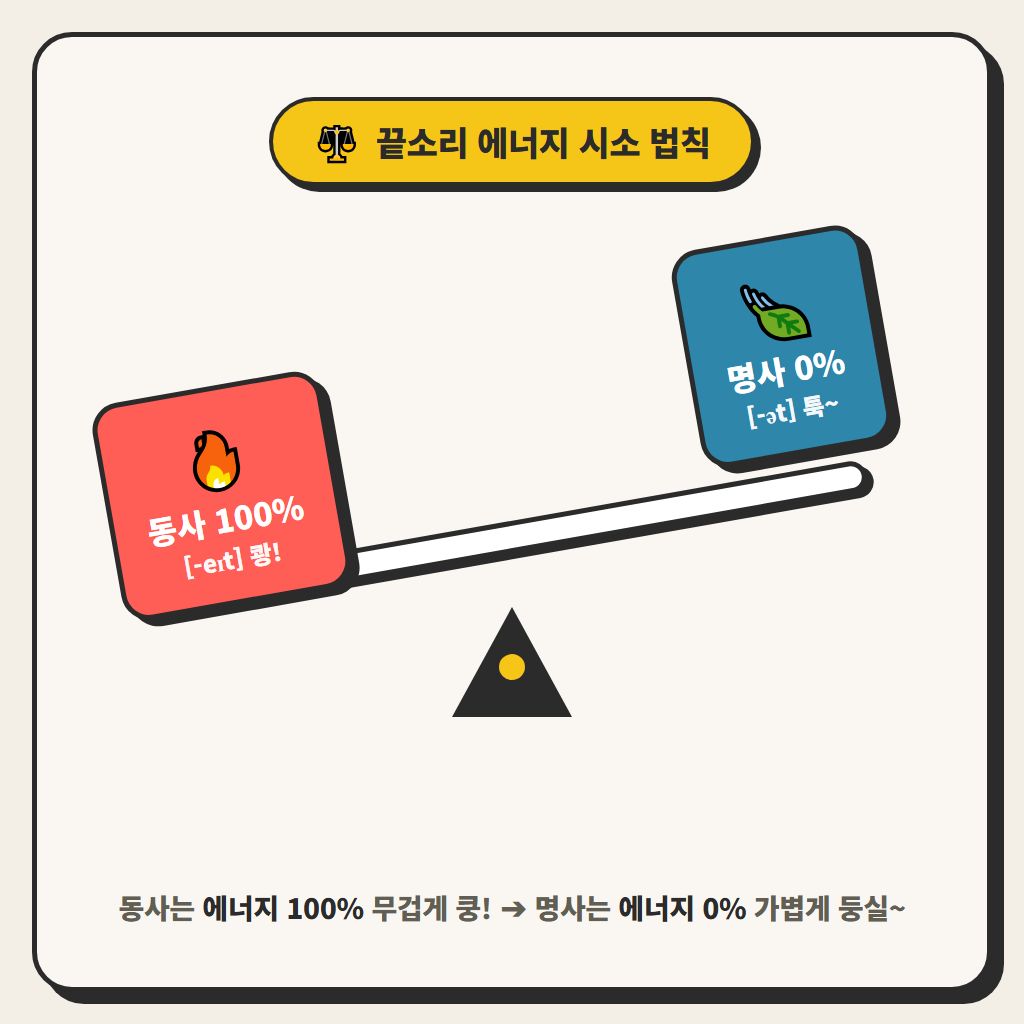 끝소리 에너지 시소 법칙
명사 0%
[-ət] 툭~
동사 100%
[-eɪt] 쾅!
동사는 에너지 100% 무겁게 쿵! ➔ 명사는 에너지 0% 가볍게 둥실~